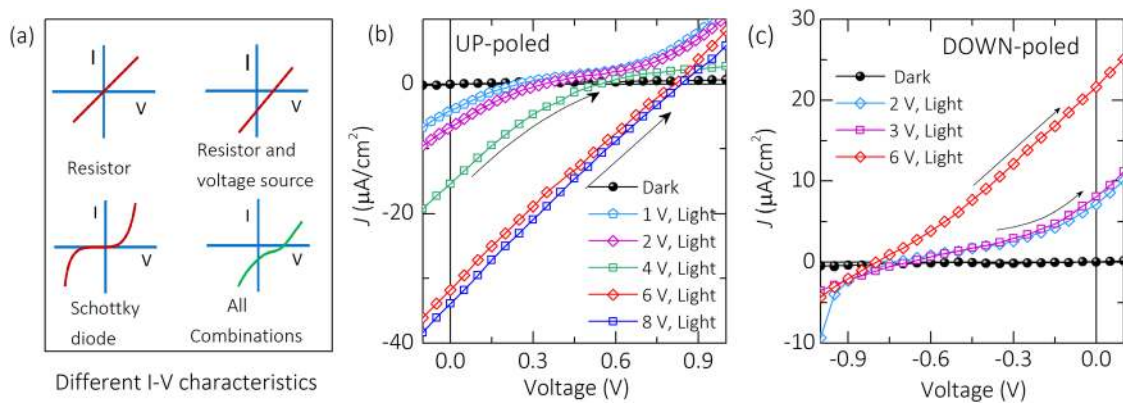 (a)
I
V
Resistor
I
V
Resistor and
voltage source
I
V
Schottky
diode
I
V
All
Combinations
Different I-V characteristics
(b)
UP-poled
J (μA/cm²)
0
-20
-40
0.0 0.3 0.6 0.9
Voltage (V)
Dark
1 V, Light
2 V, Light
4 V, Light
6 V, Light
8 V, Light
(c)
DOWN-poled
J (μA/cm²)
30
20
10
0
-10
-0.9 -0.6 -0.3 0.0
Voltage (V)
Dark
2 V, Light
3 V, Light
6 V, Light